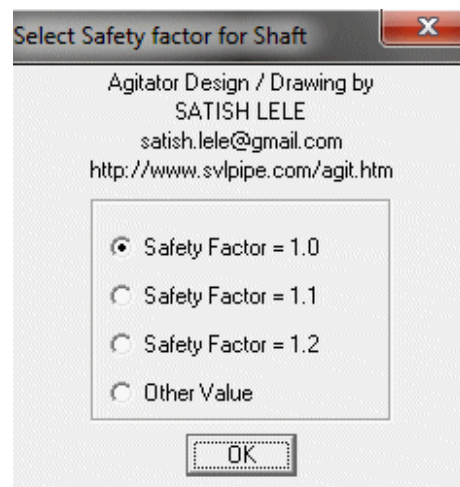 Select Safety factor for Shaft
X
Agitator Design / Drawing by
SATISH LELE
satish.lele@gmail.com
http://www.svlpipe.com/agit.htm
Safety Factor = 1.0
Safety Factor = 1.1
Safety Factor = 1.2
Other Value
OK